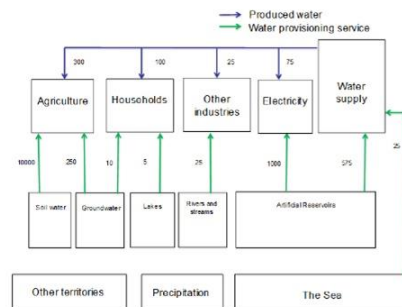 Produced water
Water provisioning service
300 100 25 75
Agriculture
Households
Other
industries
Electricity
Water
supply
10000 250 10 5 25 1000 575 25
Soil water
Groundwater
Lakes
Rivers and
streams
Artificial Reservoirs
Other territories
Precipitation
The Sea